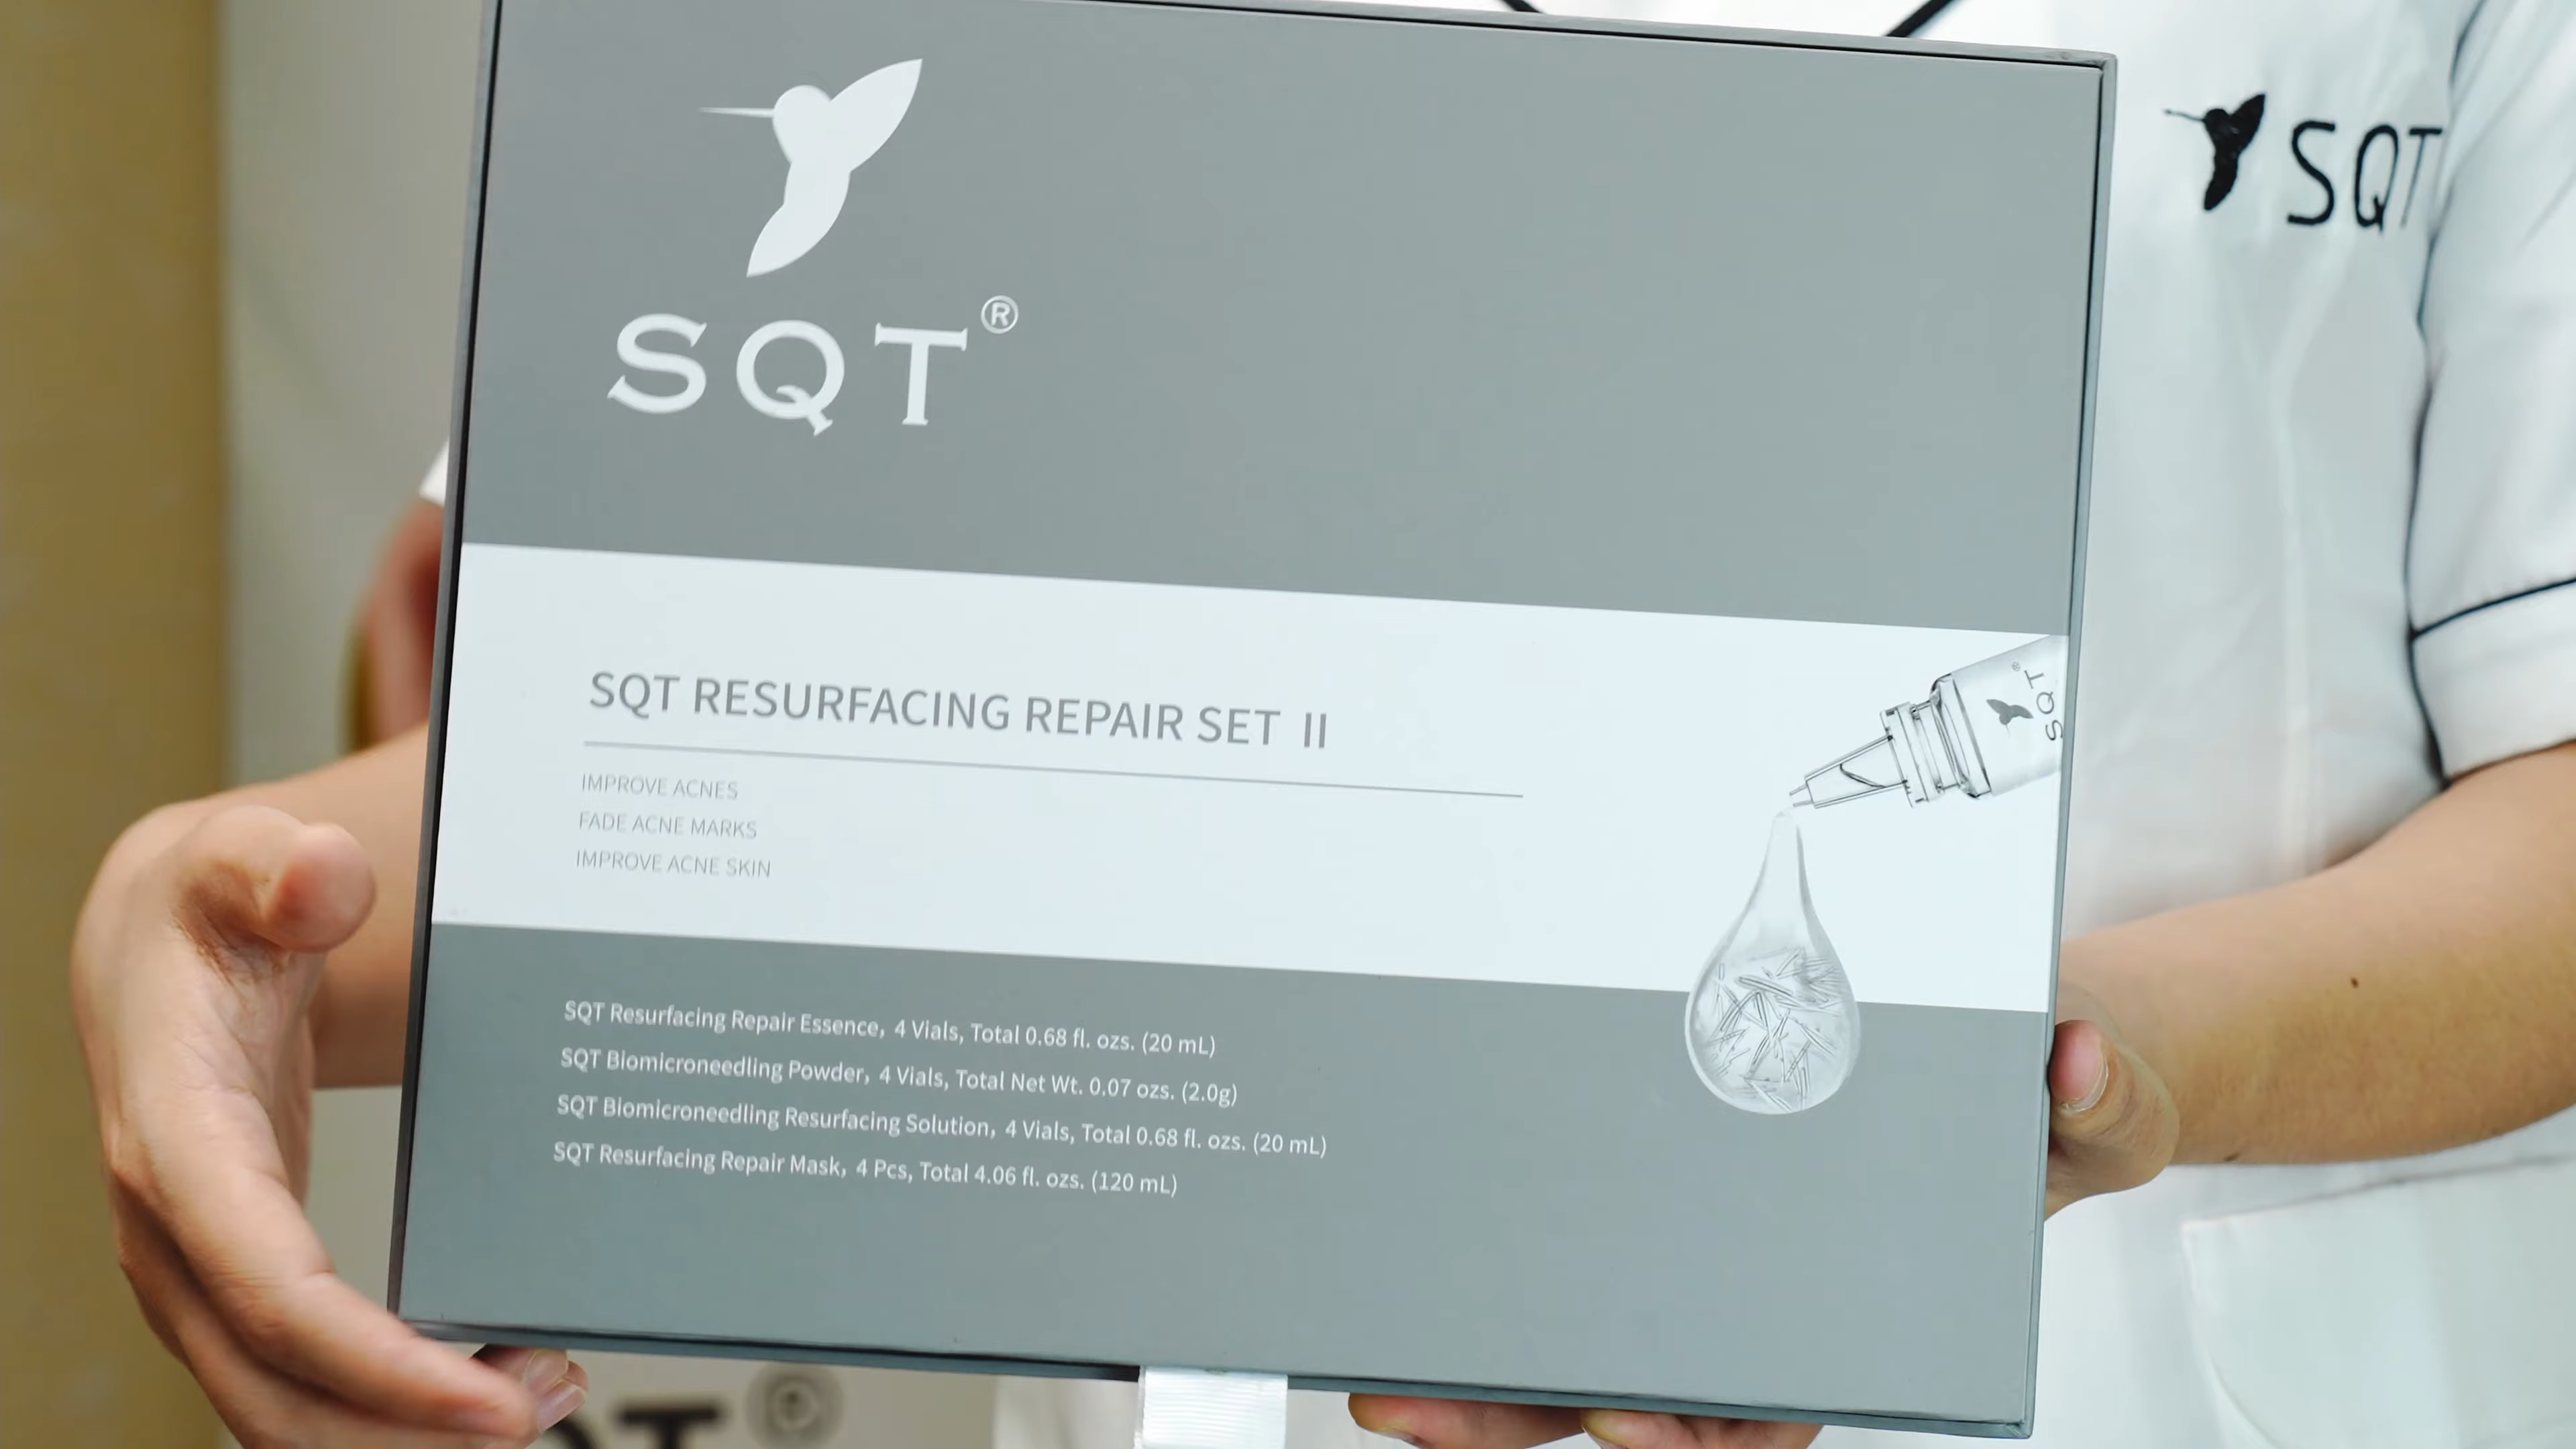 SQT®
SQT
SQT RESURFACING REPAIR SET II
IMPROVE ACNES
FADE ACNE MARKS
IMPROVE ACNE SKIN
SQT®
SQT Resurfacing Repair Essence, 4 Vials, Total 0.68 fl. ozs. (20 mL)
SQT Biomicroneedling Powder, 4 Vials, Total Net Wt. 0.07 ozs. (2.0g)
SQT Biomicroneedling Resurfacing Solution, 4 Vials, Total 0.68 fl. ozs. (20 mL)
SQT Resurfacing Repair Mask, 4 Pcs, Total 4.06 fl. ozs. (120 mL)